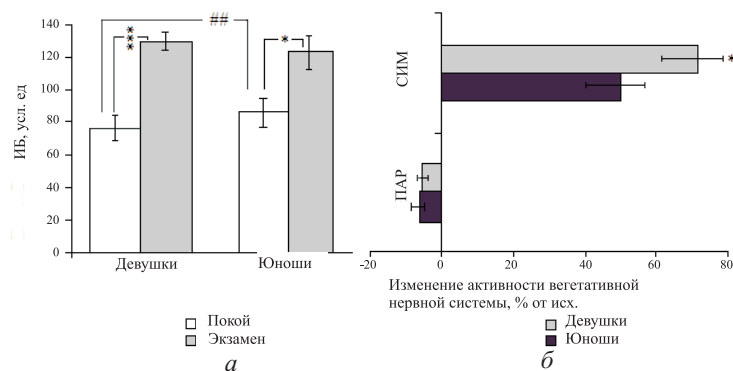 ИБ, усл. ед
140
120
100
80
60
40
20
0
***
##
*
Девушки
Юноши
Покой
Экзамен
а
СИМ
ПАР
*
-20
0
20
40
60
80
Изменение активности вегетативной
нервной системы, % от исх.
Девушки
Юноши
б